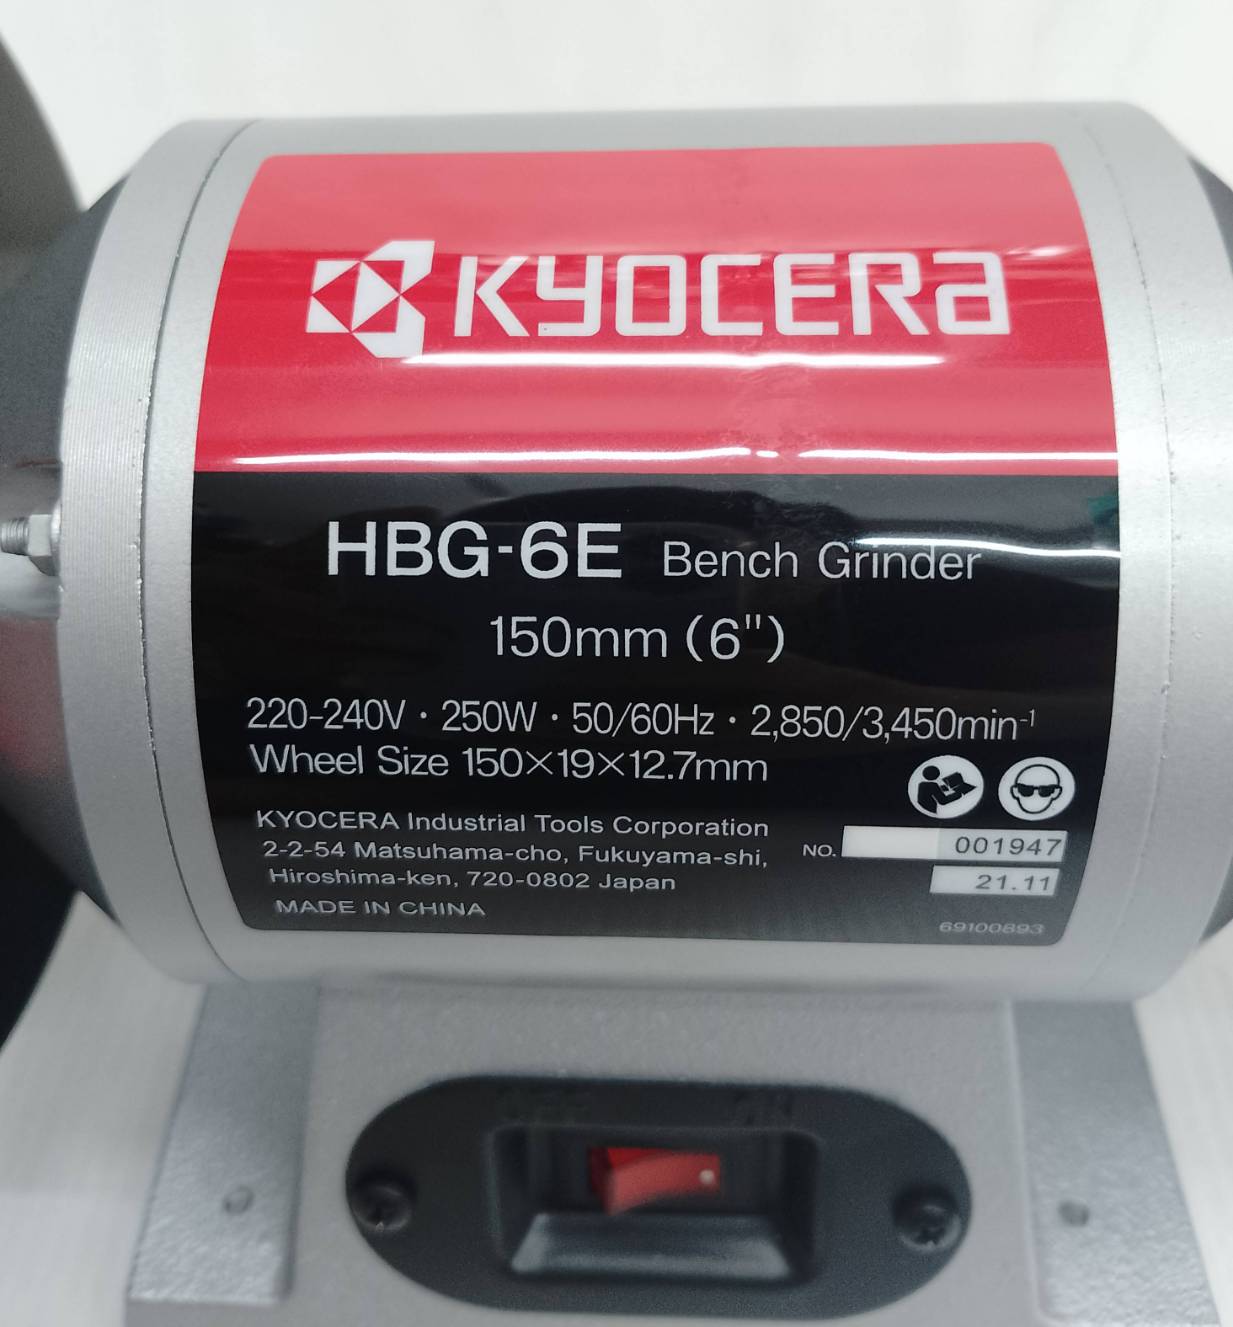 KYOCERA
HBG-6E Bench Grinder
150mm (6")
220-240V · 250W · 50/60Hz · 2,850/3,450min⁻¹
Wheel Size 150×19×12.7mm
KYOCERA Industrial Tools Corporation
2-2-54 Matsuhama-cho, Fukuyama-shi,
Hiroshima-ken, 720-0802 Japan
MADE IN CHINA
NO. 001947
21.11
69100893